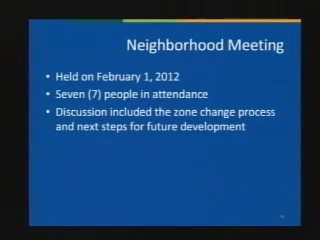 Neighborhood Meeting
• Held on February 1, 2012
• Seven (7) people in attendance
• Discussion included the zone change process
and next steps for future development